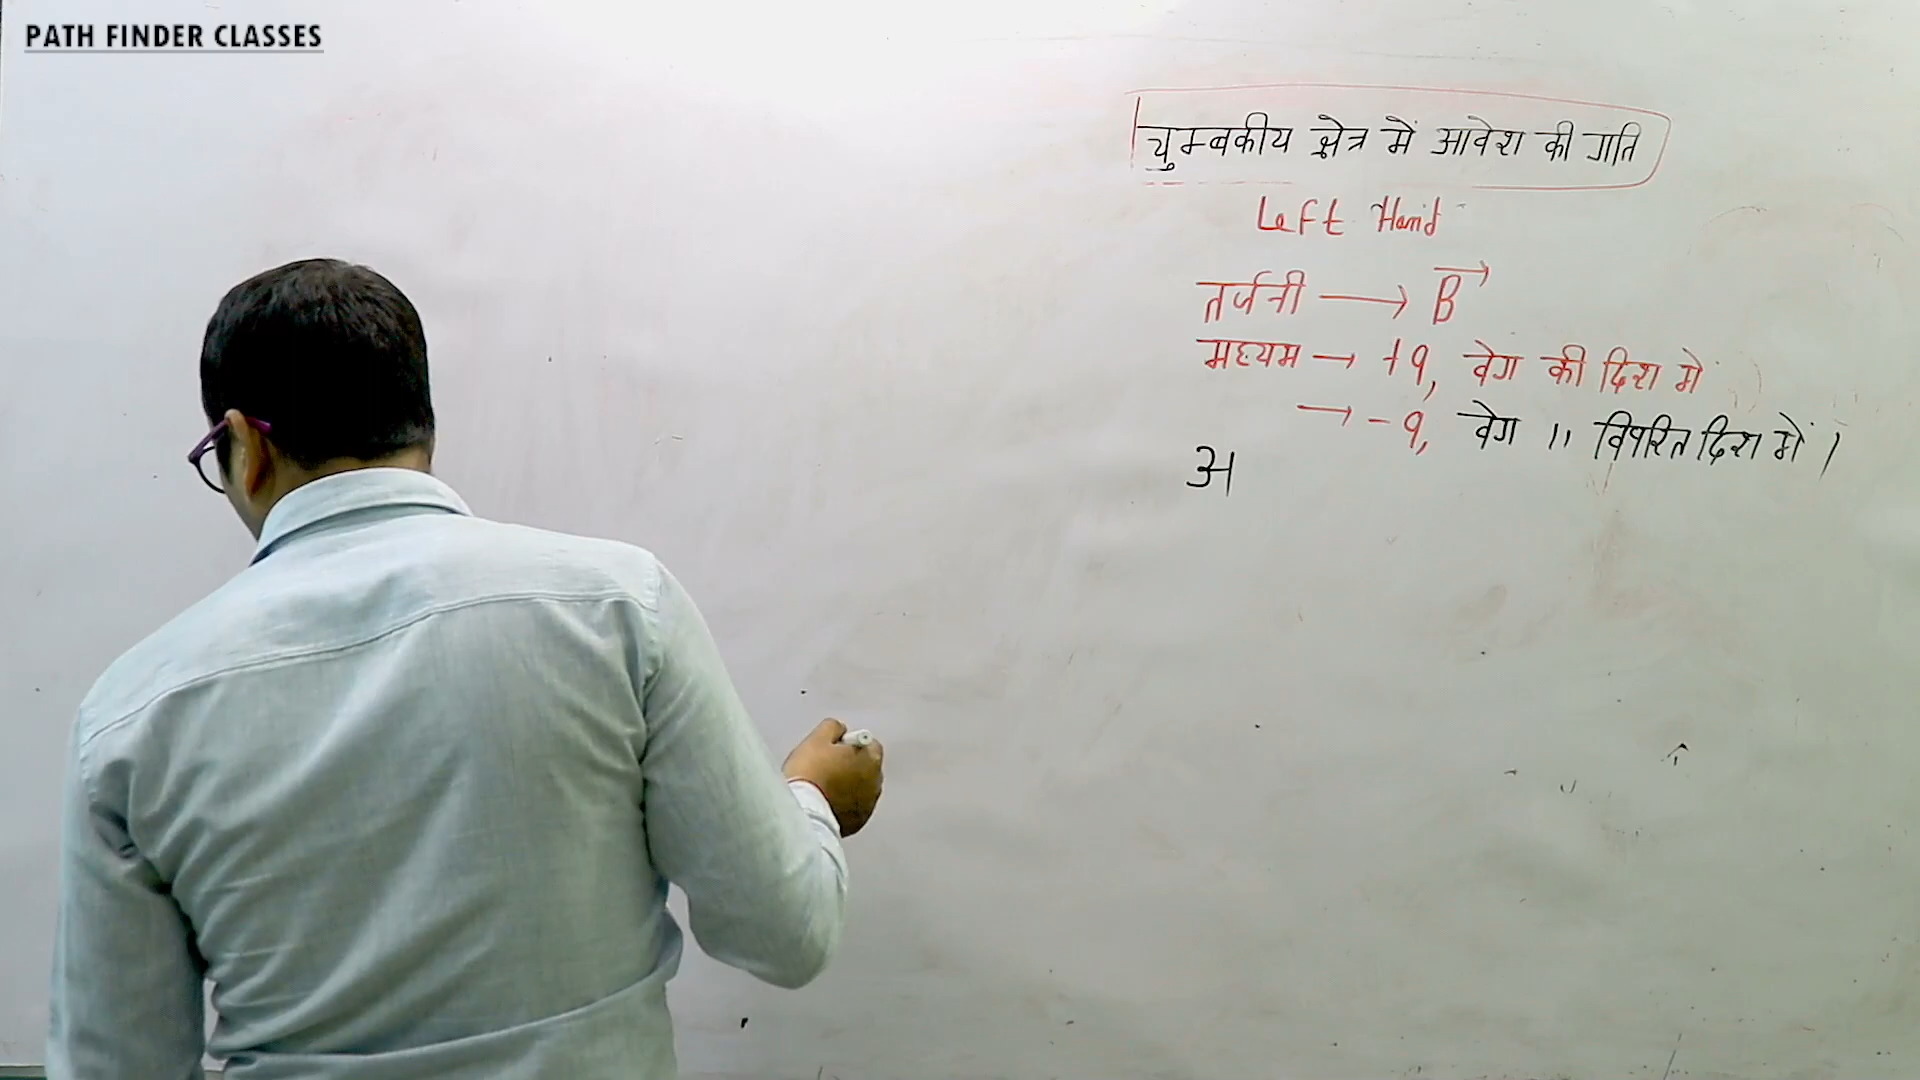 PATH FINDER CLASSES
चुम्बकीय क्षेत्र में आवेश की गति
Left Hand
तर्जनी → B⃗
मध्यम → +q, वेग की दिश में
→ -q, वेग 〃 विपरित दिश में ।
अ